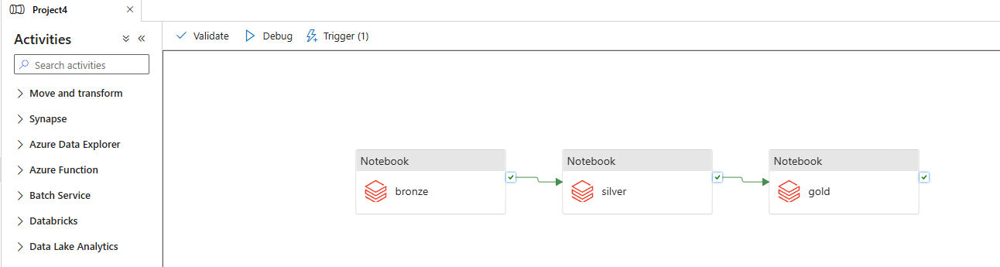 Project4
Activities
Search activities
Move and transform
Synapse
Azure Data Explorer
Azure Function
Batch Service
Databricks
Data Lake Analytics
Validate
Debug
Trigger (1)
Notebook
bronze
Notebook
silver
Notebook
gold